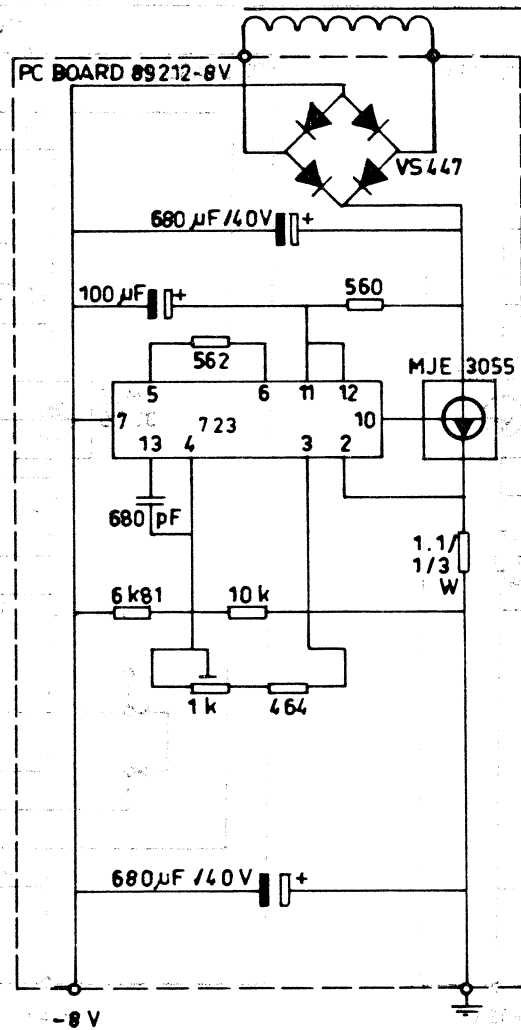 PC BOARD 89212-8V
VS447
680 µF/40V +
100 µF +
560
562
MJE 3055
5 6 11 12
7 723 10
13 4 3 2
680 pF
1.1/
1/3
W
6k81 10k
1k 464
680µF/40V +
-8V